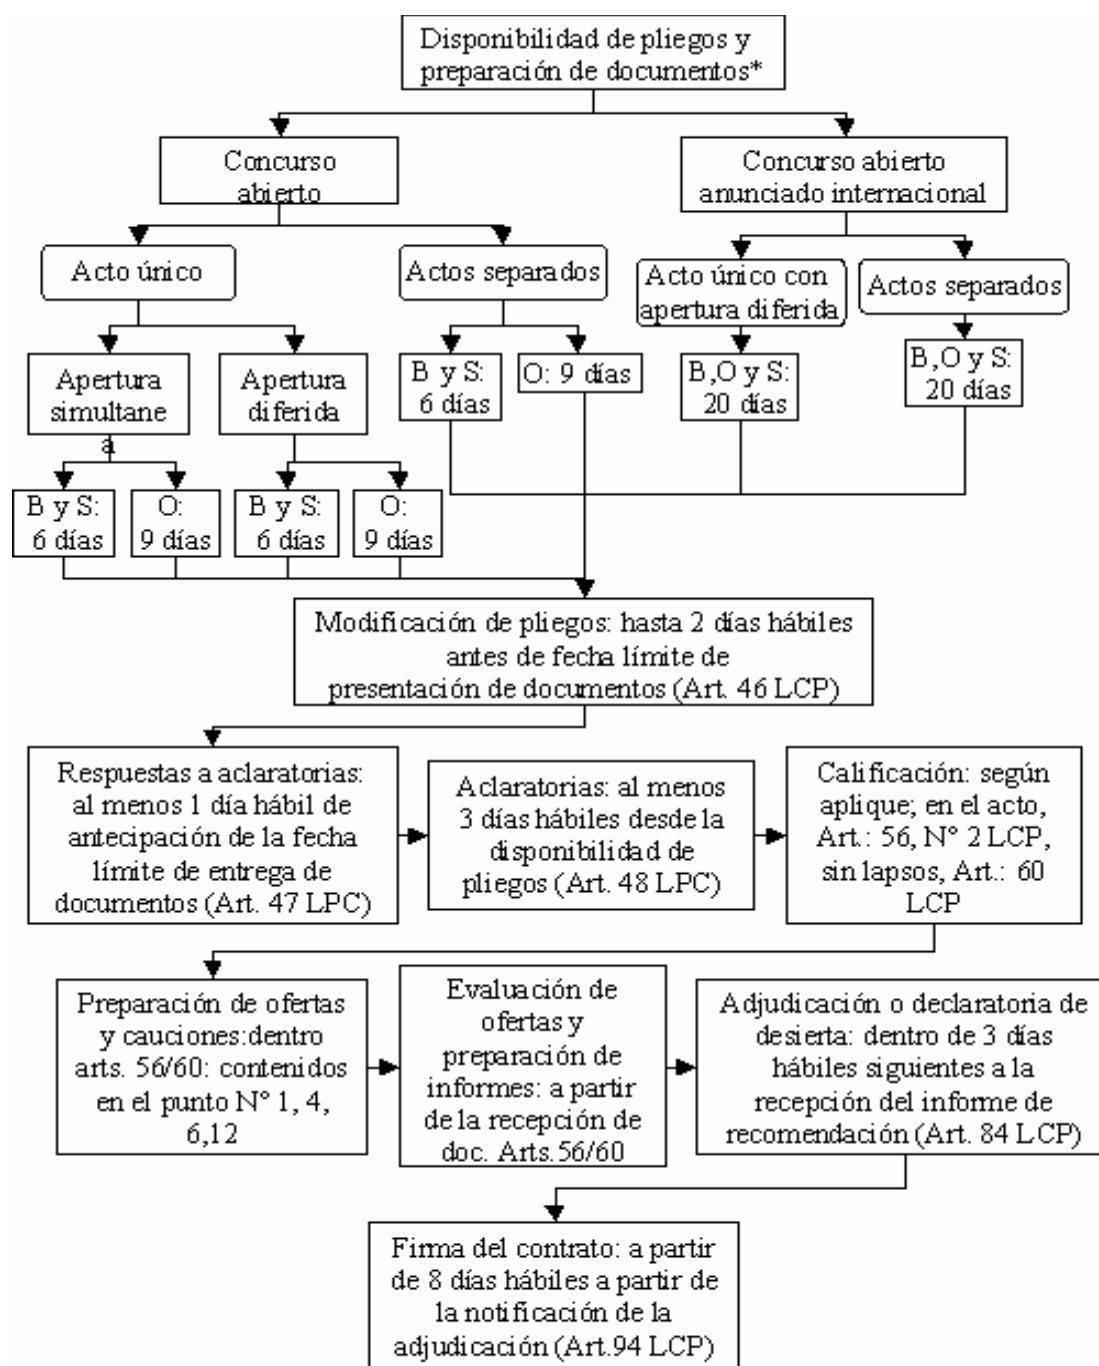 Disponibilidad de pliegos y
preparación de documentos*
Concurso
abierto
Concurso abierto
anunciado internacional
Acto único
Actos separados
Acto único con
apertura diferida
Actos separados
Apertura
simultane
a
Apertura
diferida
B y S:
6 días
O: 9 días
B,O y S:
20 días
B,O y S:
20 días
B y S:
6 días
O:
9 días
B y S:
6 días
O:
9 días
Modificación de pliegos: hasta 2 días hábiles
antes de fecha límite de
presentación de documentos (Art. 46 LCP)
Respuestas a aclaratorias:
al menos 1 día hábil de
antecipación de la fecha
límite de entrega de
documentos (Art. 47 LPC)
Aclaratorias: al menos
3 días hábiles desde la
disponibilidad de
pliegos (Art. 48 LPC)
Calificación: según
aplique; en el acto,
Art.: 56, N° 2 LCP,
sin lapsos, Art.: 60
LCP
Preparación de ofertas
y cauciones:dentro
arts. 56/60: contenidos
en el punto N° 1, 4,
6,12
Evaluación de
ofertas y
preparación de
informes: a partir
de la recepción de
doc. Arts.56/60
Adjudicación o declaratoria de
desierta: dentro de 3 días
hábiles siguientes a la
recepción del informe de
recomendación (Art. 84 LCP)
Firma del contrato: a partir
de 8 días hábiles a partir de
la notificación de la
adjudicación (Art.94 LCP)